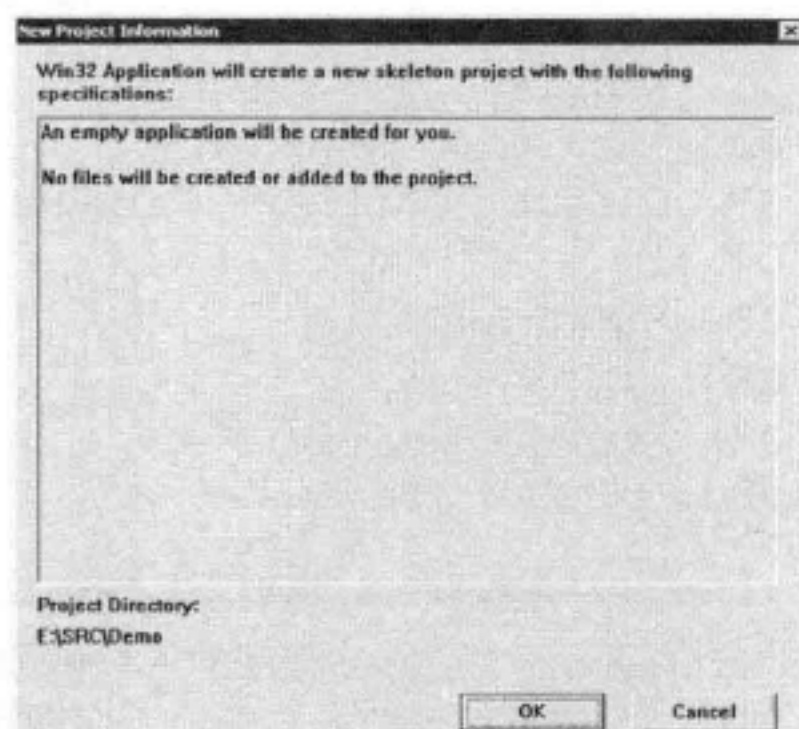 New Project Information
Win32 Application will create a new skeleton project with the following
specifications:
An empty application will be created for you.
No files will be created or added to the project.
Project Directory:
E:\SRC\Demo
OK Cancel